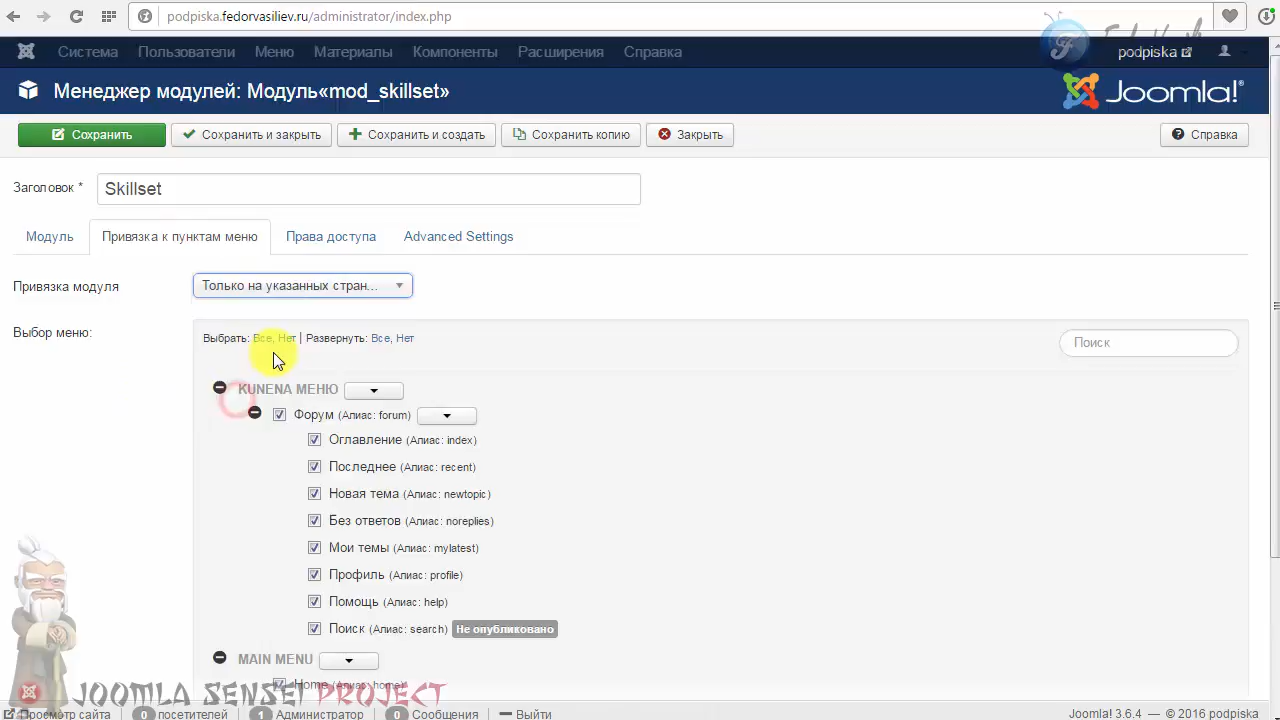 podpiska.fedorvasiliev.ru/administrator/index.php
Система Пользователи Меню Материалы Компоненты Расширения Справка podpiska
Менеджер модулей: Модуль«mod_skillset» Joomla!®
Сохранить Сохранить и закрыть Сохранить и создать Сохранить копию Закрыть Справка
Заголовок * Skillset
Модуль Привязка к пунктам меню Права доступа Advanced Settings
Привязка модуля Только на указанных стран...
Выбор меню: Выбрать: Все, Нет | Развернуть: Все, Нет Поиск
KUNENA МЕНЮ
Форум (Алиас: forum)
Оглавление (Алиас: index)
Последнее (Алиас: recent)
Новая тема (Алиас: newtopic)
Без ответов (Алиас: noreplies)
Мои темы (Алиас: mylatest)
Профиль (Алиас: profile)
Помощь (Алиас: help)
Поиск (Алиас: search) Не опубликовано
MAIN MENU
Home (Алиас: home)
JOOMLA SENSEI PROJECT
Просмотр сайта 0 посетителей 1 Администратор 0 Сообщения Выйти Joomla! 3.6.4 — © 2016 podpiska